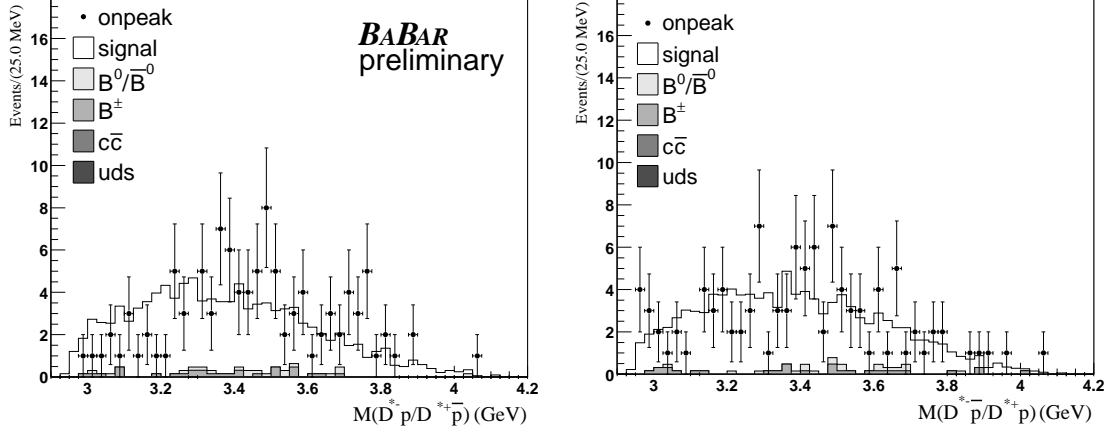 Events/(25.0 MeV)
16
14
12
10
8
6
4
2
0
onpeak
signal
B⁰/B̅⁰
B±
cc̅
uds
BABAR
preliminary
3 3.2 3.4 3.6 3.8 4 4.2
M(D*⁻p/D*⁺p̅) (GeV)
Events/(25.0 MeV)
16
14
12
10
8
6
4
2
0
onpeak
signal
B⁰/B̅⁰
B±
cc̅
uds
3 3.2 3.4 3.6 3.8 4 4.2
M(D*⁻p̅/D*⁺p) (GeV)